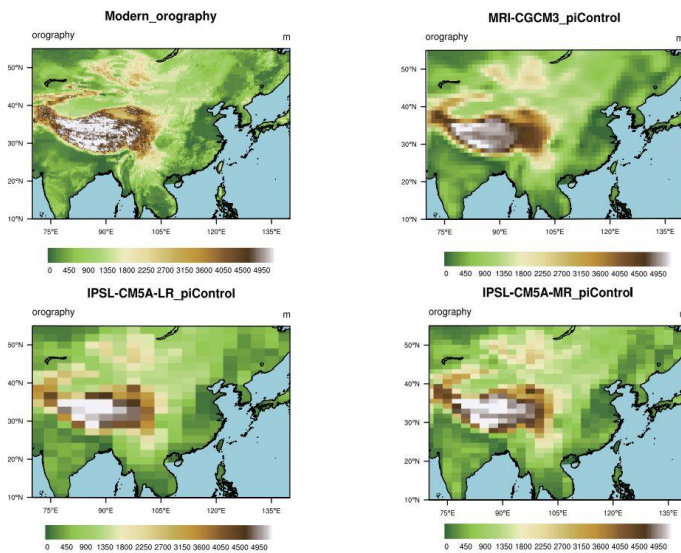 Modern_orography
orography m
55°N
40°N
30°N
20°N
10°N
75°E 90°E 105°E 120°E 135°E
0 450 900 1350 1800 2250 2700 3150 3600 4050 4500 4950
MRI-CGCM3_piControl
orography m
50°N
40°N
30°N
20°N
10°N
75°E 90°E 105°E 120°E 135°E
0 450 900 1350 1800 2250 2700 3150 3600 4050 4500 4950
IPSL-CM5A-LR_piControl
orography m
50°N
40°N
30°N
20°N
10°N
75°E 90°E 105°E 120°E 135°E
0 450 900 1350 1800 2250 2700 3150 3600 4050 4500 4950
IPSL-CM5A-MR_piControl
orography
50°N
40°N
30°N
20°N
10°N
75°E 90°E 105°E 120°E 135°E
0 450 900 1350 1800 2250 2700 3150 3600 4050 4500 4950